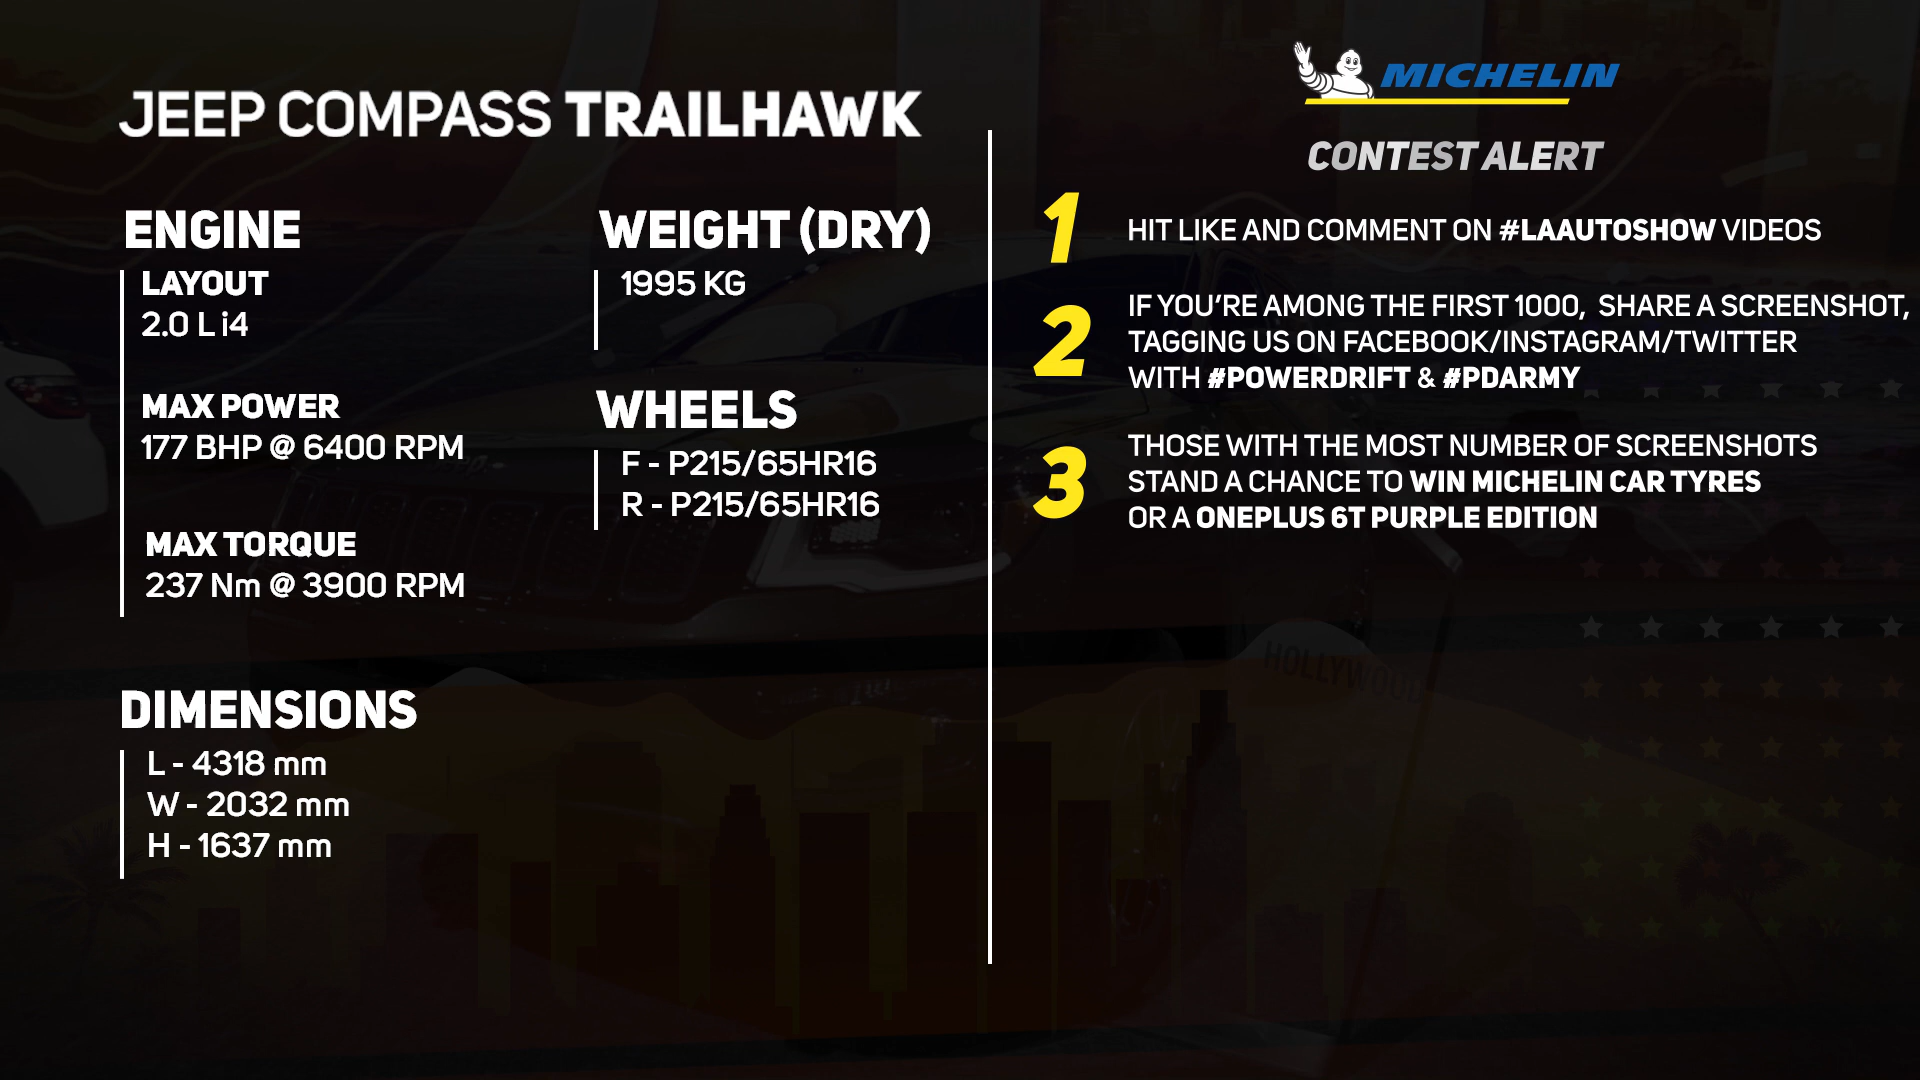 JEEP COMPASS TRAILHAWK
ENGINE
LAYOUT
2.0 L i4
MAX POWER
177 BHP @ 6400 RPM
MAX TORQUE
237 Nm @ 3900 RPM
DIMENSIONS
L - 4318 mm
W - 2032 mm
H - 1637 mm
WEIGHT (DRY)
1995 KG
WHEELS
F - P215/65HR16
R - P215/65HR16
MICHELIN
CONTEST ALERT
1
HIT LIKE AND COMMENT ON #LAAUTOSHOW VIDEOS
2
IF YOU’RE AMONG THE FIRST 1000, SHARE A SCREENSHOT,
TAGGING US ON FACEBOOK/INSTAGRAM/TWITTER
WITH #POWERDRIFT & #PDARMY
3
THOSE WITH THE MOST NUMBER OF SCREENSHOTS
STAND A CHANCE TO WIN MICHELIN CAR TYRES
OR A ONEPLUS 6T PURPLE EDITION
HOLLYWOOD